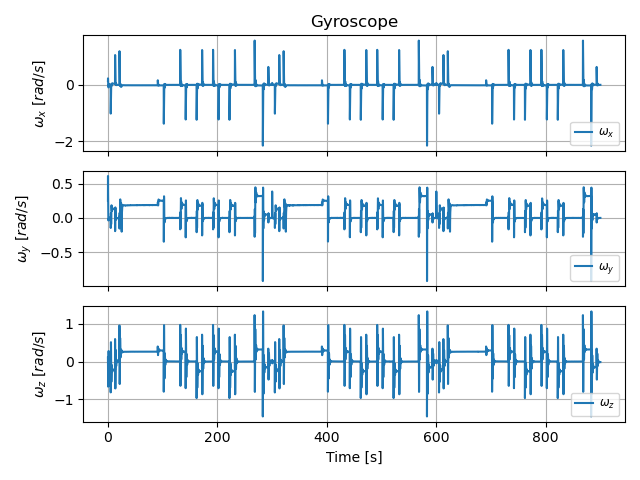 Gyroscope
ω_x [rad/s]
0
−2
ω_x
ω_y [rad/s]
0.5
0.0
−0.5
ω_y
ω_z [rad/s]
1
0
−1
ω_z
0 200 400 600 800
Time [s]